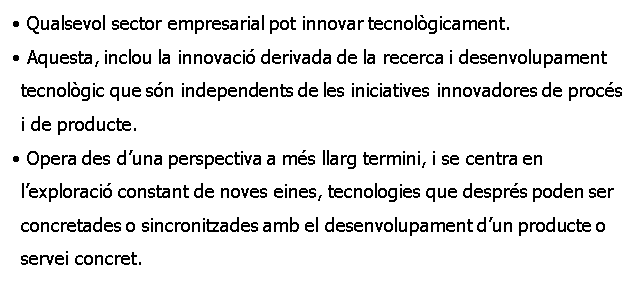 • Qualsevol sector empresarial pot innovar tecnològicament.
• Aquesta, inclou la innovació derivada de la recerca i desenvolupament
tecnològic que són independents de les iniciatives innovadores de procés
i de producte.
• Opera des d’una perspectiva a més llarg termini, i se centra en
l’exploració constant de noves eines, tecnologies que després poden ser
concretades o sincronitzades amb el desenvolupament d’un producte o
servei concret.